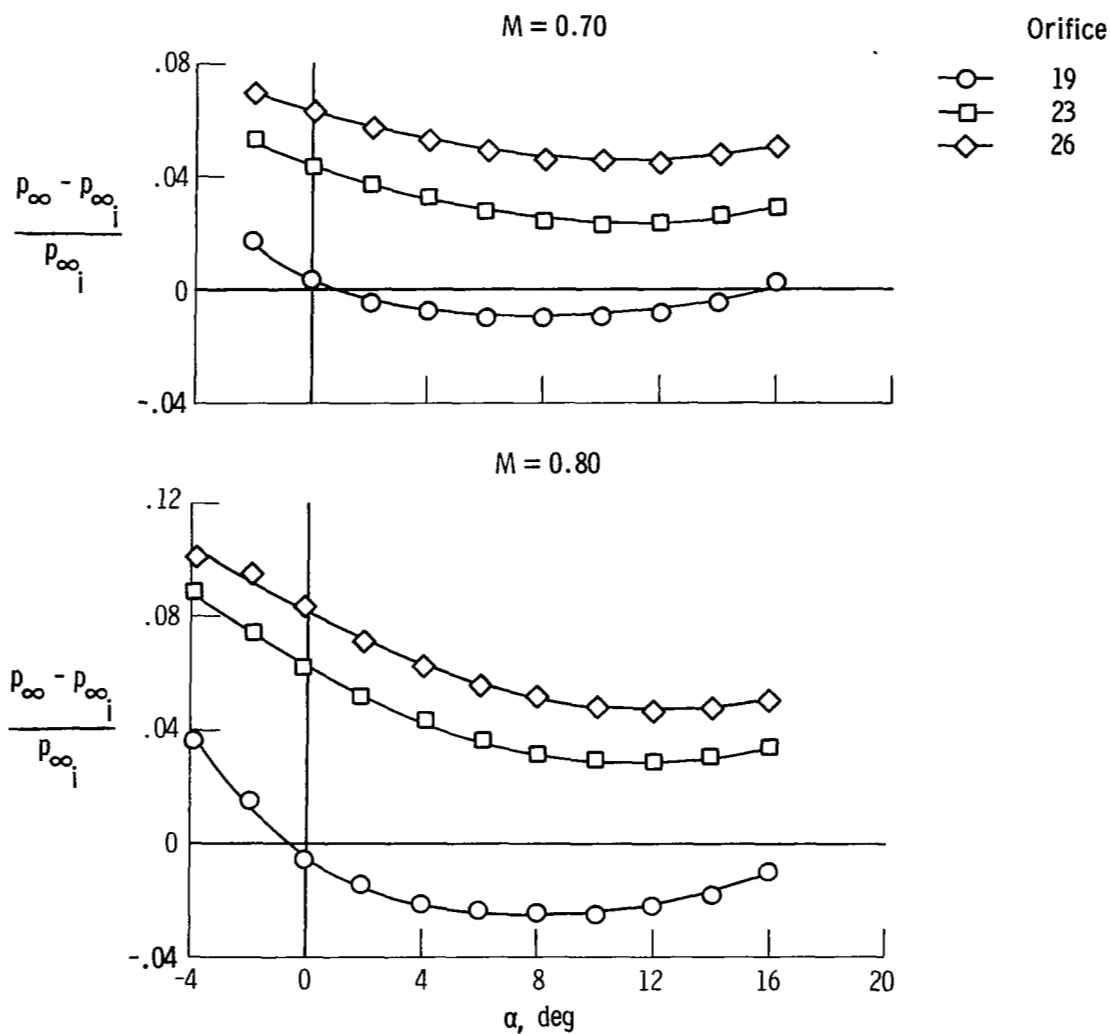 M = 0.70
Orifice
19
23
26
.08
.04
0
-.04
p∞ - p∞i
p∞i
M = 0.80
.12
.08
.04
0
-.04
p∞ - p∞i
p∞i
-4 0 4 8 12 16 20
α, deg